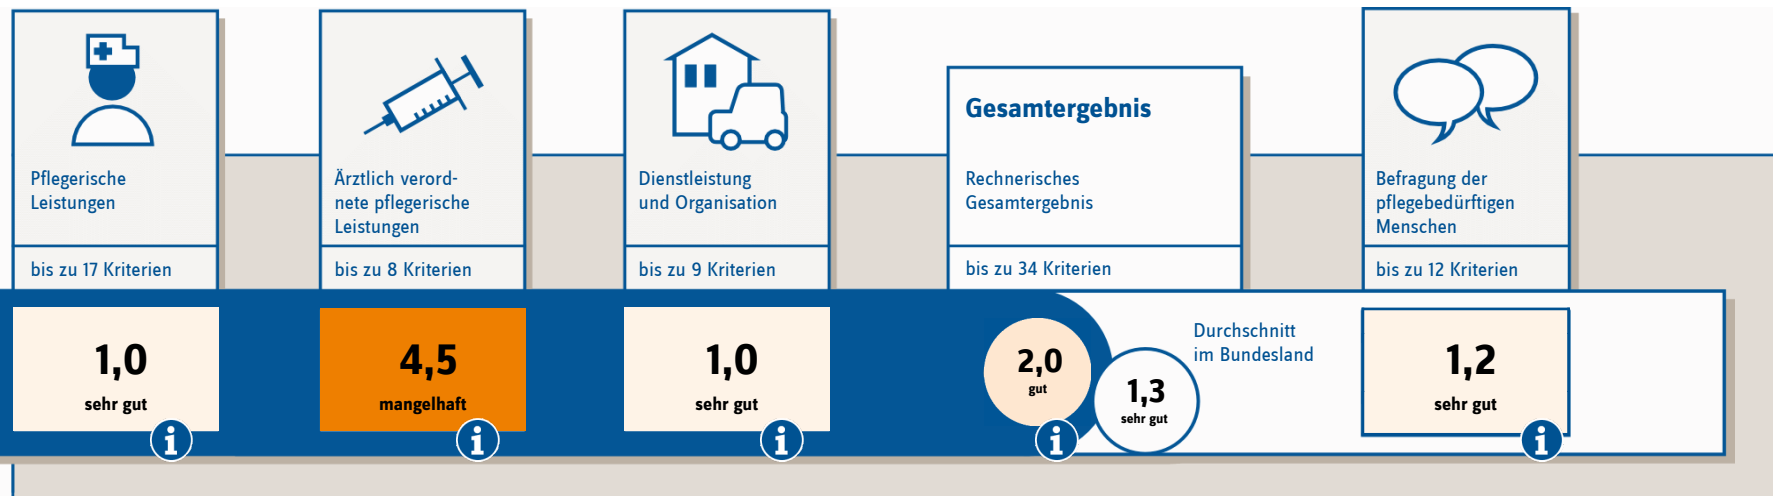 Pflegerische
Leistungen
bis zu 17 Kriterien
1,0
sehr gut
i
Ärztlich verord-
nete pflegerische
Leistungen
bis zu 8 Kriterien
4,5
mangelhaft
i
Dienstleistung
und Organisation
bis zu 9 Kriterien
1,0
sehr gut
i
Gesamtergebnis
Rechnerisches
Gesamtergebnis
bis zu 34 Kriterien
2,0
gut
i
1,3
sehr gut
Durchschnitt
im Bundesland
Befragung der
pflegebedürftigen
Menschen
bis zu 12 Kriterien
1,2
sehr gut
i